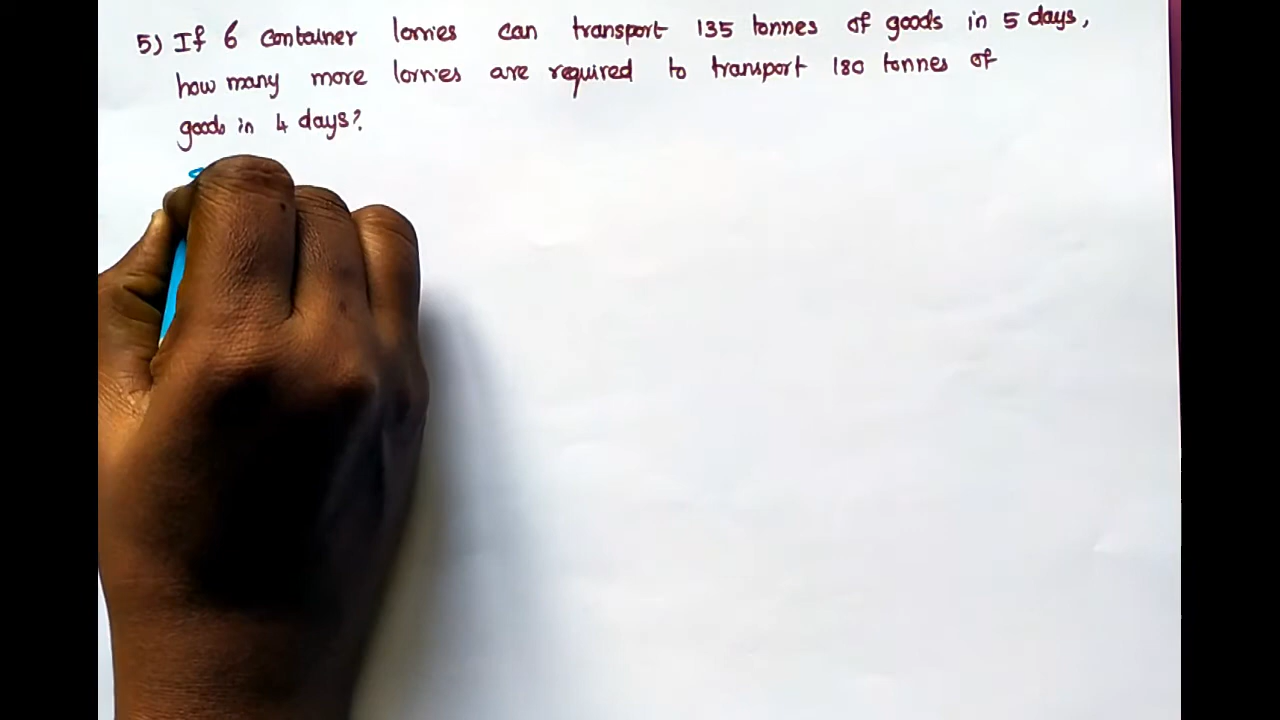 5) If 6 container lorries can transport 135 tonnes of goods in 5 days,
how many more lorries are required to transport 180 tonnes of
goods in 4 days?